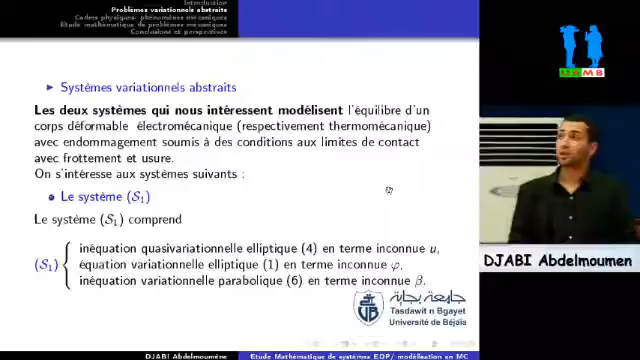 Introduction
Problèmes variationnels abstraits
Cadres physiques, phénomènes mécaniques
Etude mathématique de problèmes mécaniques
Conclusions et perspectives
Systèmes variationnels abstraits
Les deux systèmes qui nous intéressent modélisent l'équilibre d'un
corps déformable électromécanique (respectivement thermomécanique)
avec endommagement soumis à des conditions aux limites de contact
avec frottement et usure.
On s'intéresse aux systèmes suivants :
Le système (S₁)
Le système (S₁) comprend
(S₁) { inéquation quasivariationnelle elliptique (4) en terme inconnue u,
équation variationnelle elliptique (1) en terme inconnue φ,
inéquation variationnelle parabolique (6) en terme inconnue β.
جامعة بجاية
Tasdawit n Bgayet
Université de Béjaïa
DJABI Abdelmoumène
Etude Mathématique de systèmes EDP/ modélisation en MC
UAMB
DJABI Abdelmoumen